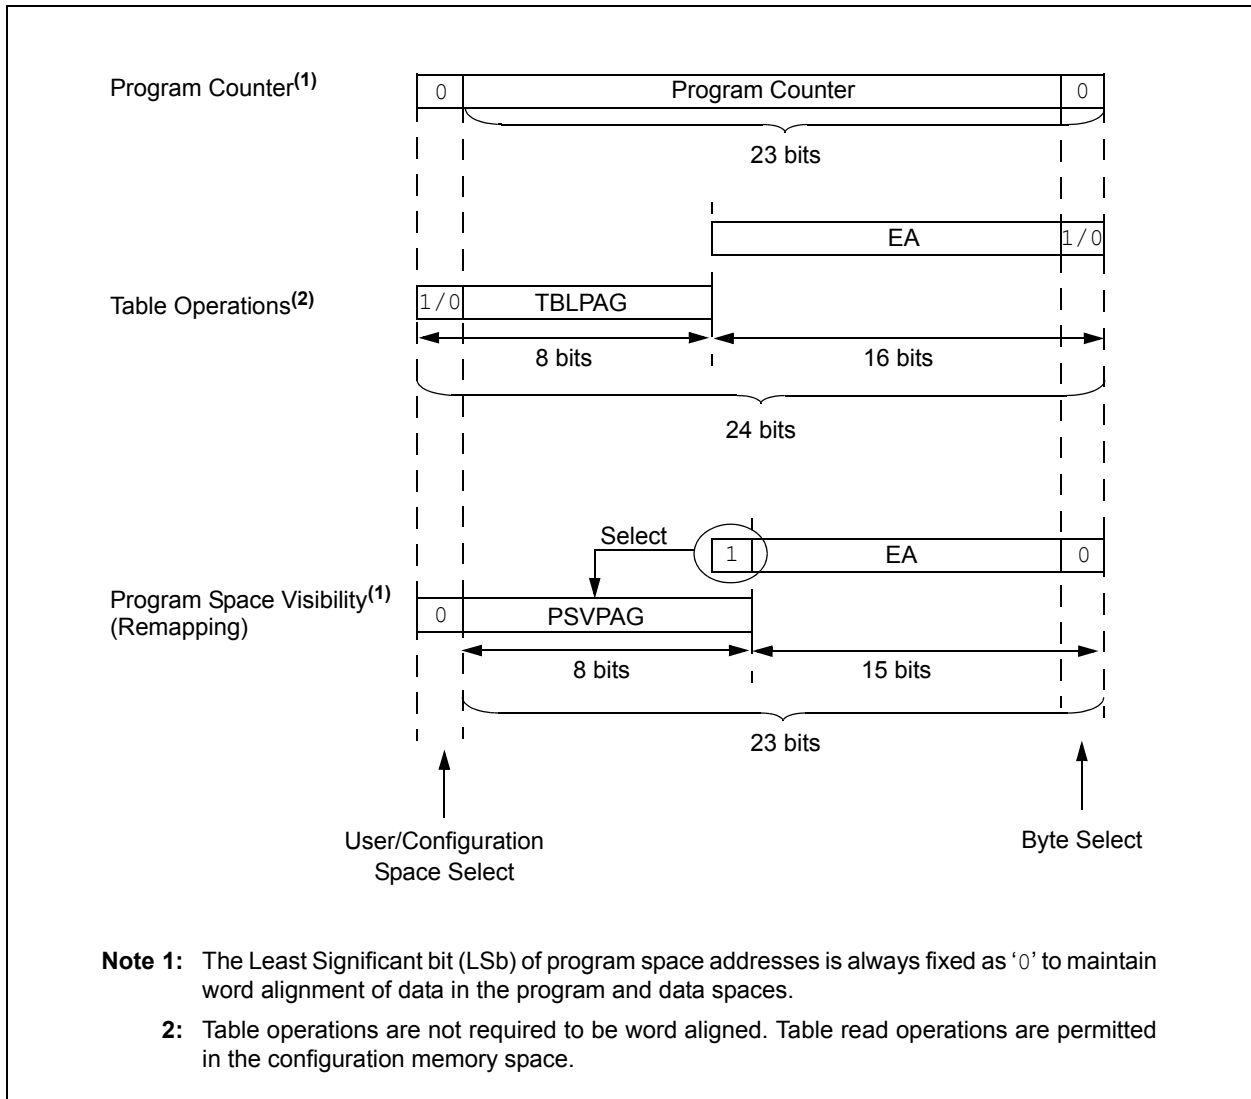 Program Counter(1)
0 Program Counter 0
23 bits
EA 1/0
Table Operations(2)
1/0 TBLPAG
8 bits 16 bits
24 bits
Select
1 EA 0
Program Space Visibility(1)
(Remapping)
0 PSVPAG
8 bits 15 bits
23 bits
User/Configuration
Space Select
Byte Select
Note 1: The Least Significant bit (LSb) of program space addresses is always fixed as ‘0’ to maintain
word alignment of data in the program and data spaces.
2: Table operations are not required to be word aligned. Table read operations are permitted
in the configuration memory space.